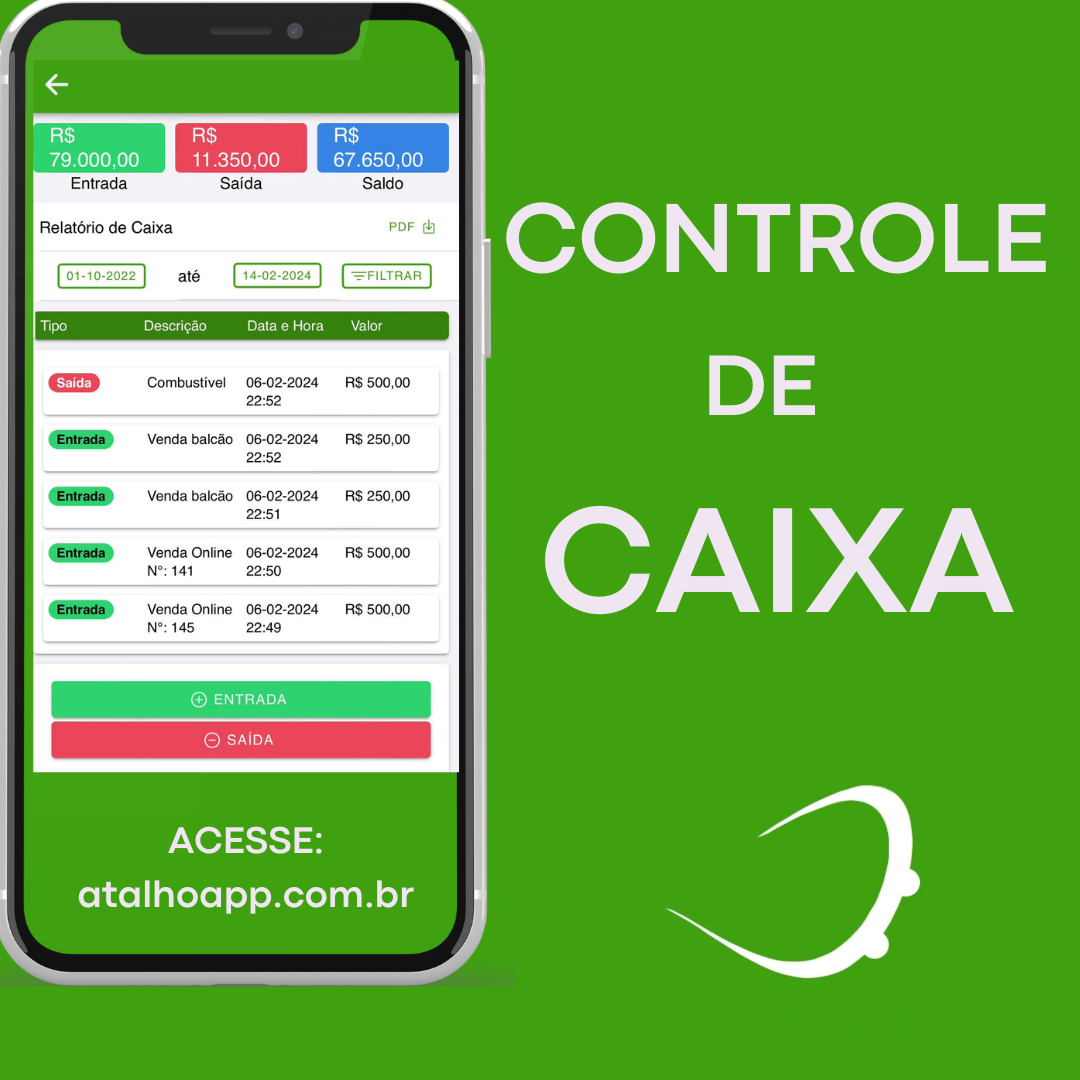 R$
79.000,00
Entrada
R$
11.350,00
Saída
R$
67.650,00
Saldo
Relatório de Caixa
PDF
01-10-2022 até 14-02-2024 FILTRAR
Tipo Descrição Data e Hora Valor
Saída Combustível 06-02-2024 R$ 500,00
22:52
Entrada Venda balcão 06-02-2024 R$ 250,00
22:52
Entrada Venda balcão 06-02-2024 R$ 250,00
22:51
Entrada Venda Online 06-02-2024 R$ 500,00
N°: 141 22:50
Entrada Venda Online 06-02-2024 R$ 500,00
N°: 145 22:49
ENTRADA
SAÍDA
ACESSE:
atalhoapp.com.br
CONTROLE
DE
CAIXA